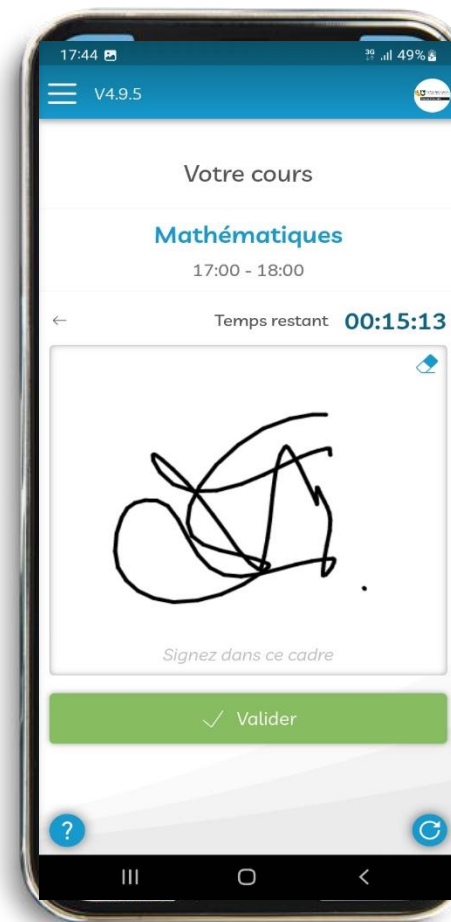 17:44 3G 49%
V4.9.5
Votre cours
Mathématiques
17:00 - 18:00
← Temps restant 00:15:13
Signez dans ce cadre
✓ Valider
?